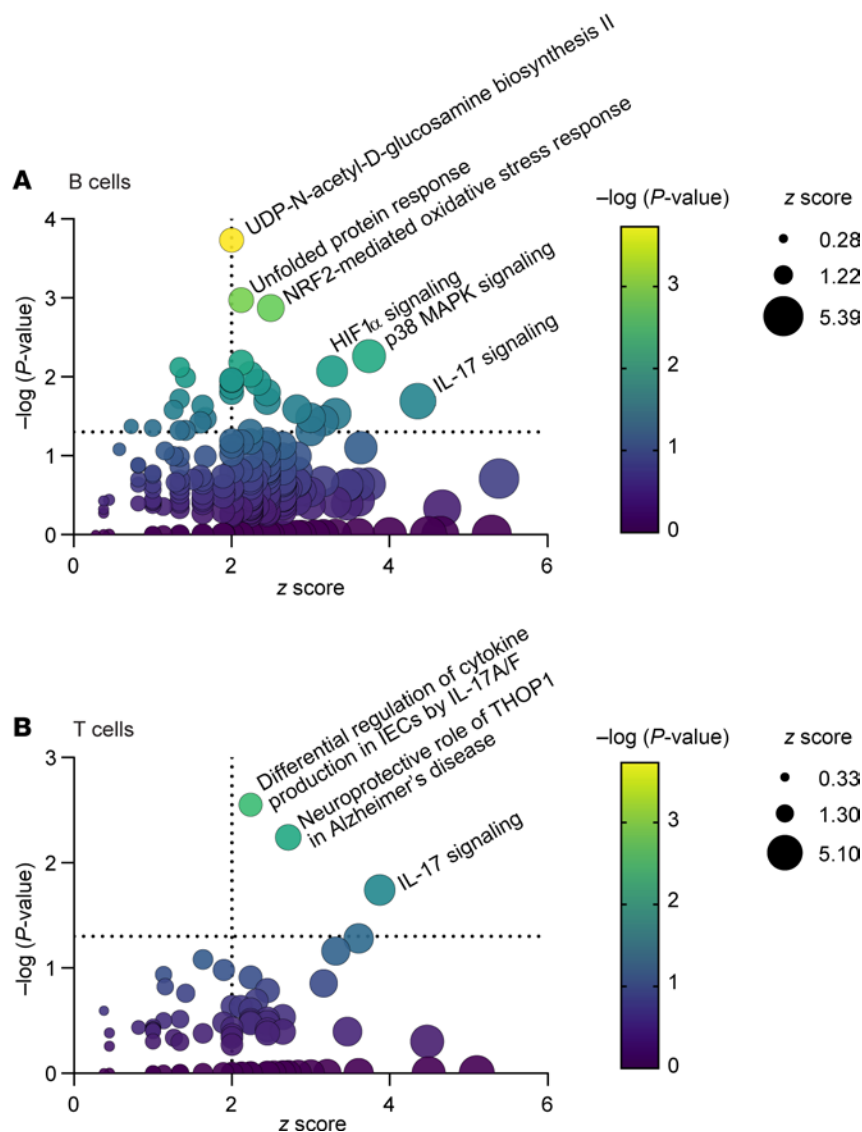 A
B cells
UDP-N-acetyl-D-glucosamine biosynthesis II
Unfolded protein response
NRF2-mediated oxidative stress response
HIF1α signaling
p38 MAPK signaling
IL-17 signaling
–log (P-value)
4
3
2
1
0
0
2
4
6
z score
–log (P-value)
3
2
1
0
z score
0.28
1.22
5.39
B
T cells
Differential regulation of cytokine
production in IECs by IL-17A/F
Neuroprotective role of THOP1
in Alzheimer's disease
IL-17 signaling
–log (P-value)
3
2
1
0
0
2
4
6
z score
–log (P-value)
3
2
1
0
z score
0.33
1.30
5.10